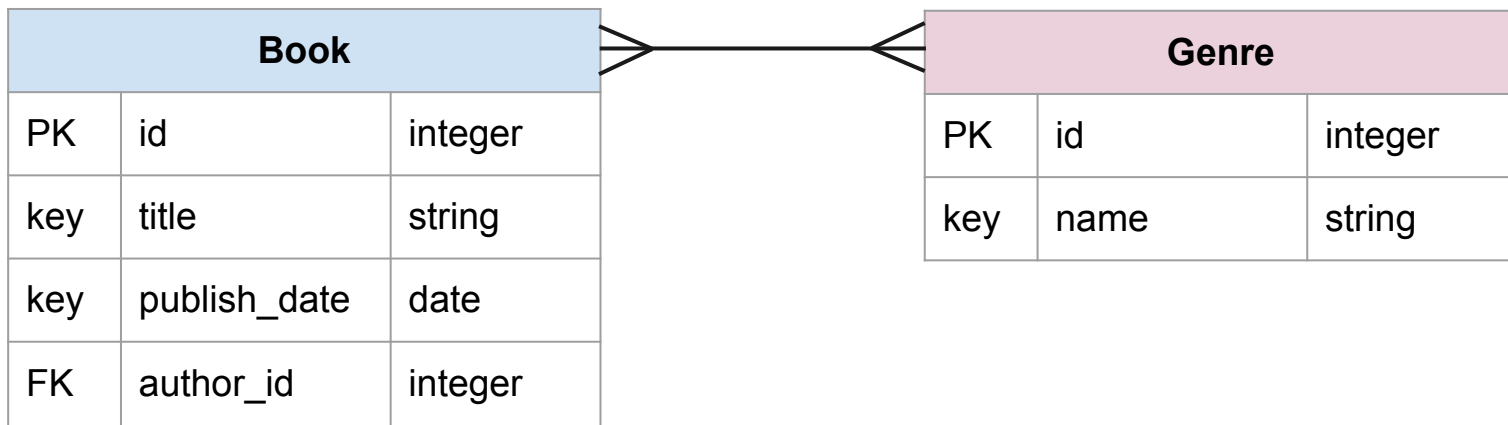 Book
PK id integer
key title string
key publish_date date
FK author_id integer
Genre
PK id integer
key name string